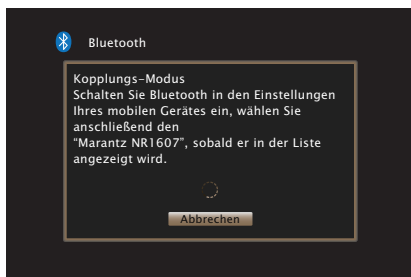 Bluetooth
Kopplungs-Modus
Schalten Sie Bluetooth in den Einstellungen
Ihres mobilen Gerätes ein, wählen Sie
anschließend den
“Marantz NR1607”, sobald er in der Liste
angezeigt wird.
Abbrechen